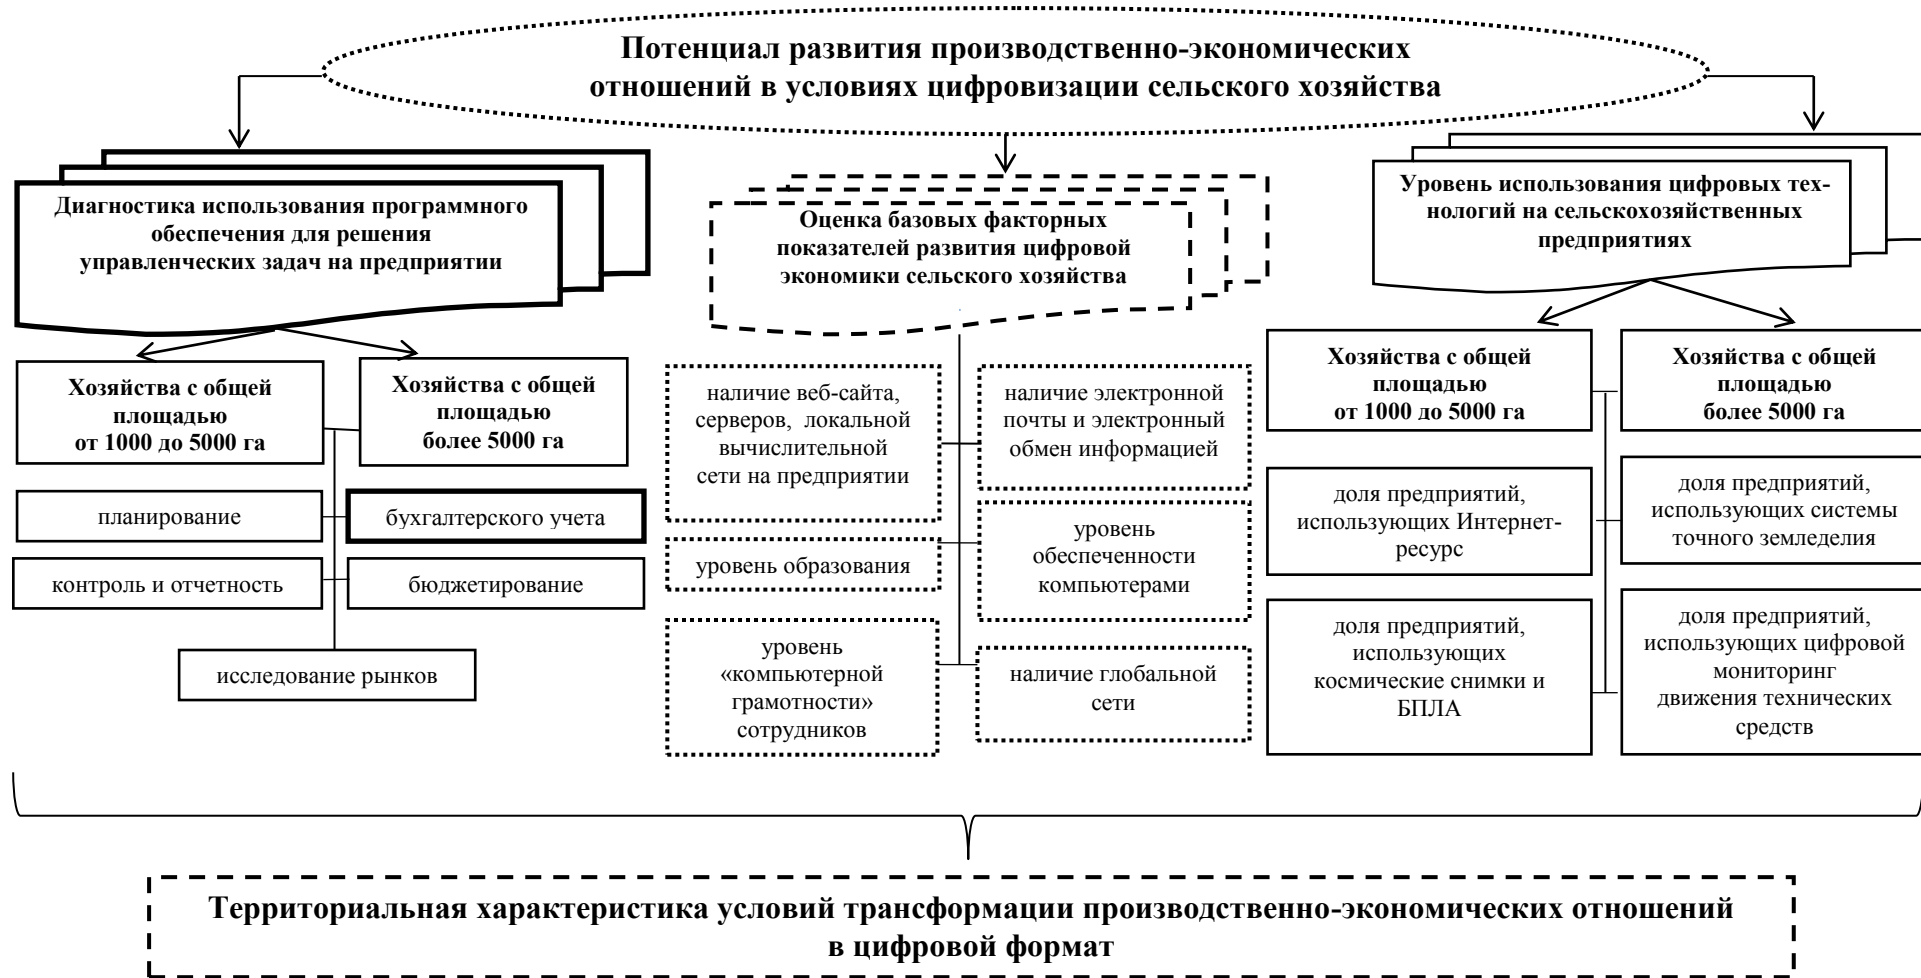 Потенциал развития производственно-экономических
отношений в условиях цифровизации сельского хозяйства
Диагностика использования программного
обеспечения для решения
управленческих задач на предприятии
Оценка базовых факторных
показателей развития цифровой
экономики сельского хозяйства
Уровень использования цифровых тех-
нологий на сельскохозяйственных
предприятиях
Хозяйства с общей
площадью
от 1000 до 5000 га
Хозяйства с общей
площадью
более 5000 га
планирование
бухгалтерского учета
контроль и отчетность
бюджетирование
исследование рынков
наличие веб-сайта,
серверов, локальной
вычислительной
сети на предприятии
наличие электронной
почты и электронный
обмен информацией
уровень образования
уровень
обеспеченности
компьютерами
уровень
«компьютерной
грамотности»
сотрудников
наличие глобальной
сети
Хозяйства с общей
площадью
от 1000 до 5000 га
Хозяйства с общей
площадью
более 5000 га
доля предприятий,
использующих Интернет-
ресурс
доля предприятий,
использующих системы
точного земледелия
доля предприятий,
использующих
космические снимки и
БПЛА
доля предприятий,
использующих цифровой
мониторинг
движения технических
средств
Территориальная характеристика условий трансформации производственно-экономических отношений
в цифровой формат